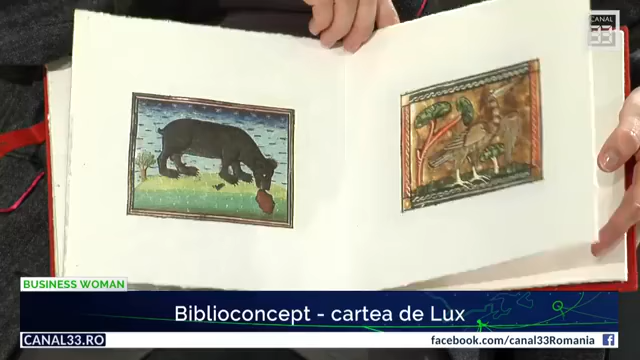 CANAL
33
BUSINESS WOMAN
Biblioconcept - cartea de Lux
CANAL33.RO
facebook.com/canal33Romania